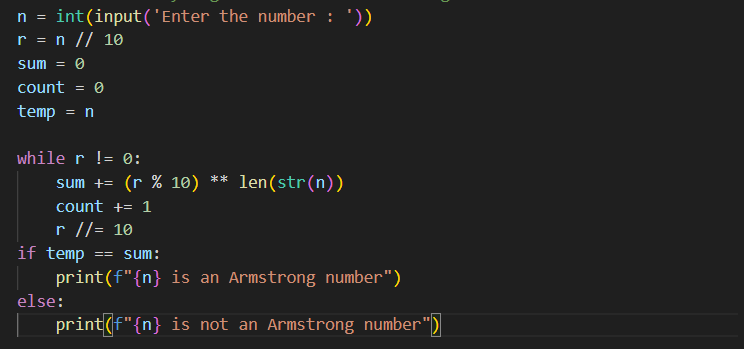 n = int(input('Enter the number : '))
r = n // 10
sum = 0
count = 0
temp = n
while r != 0:
    sum += (r % 10) ** len(str(n))
    count += 1
    r //= 10
if temp == sum:
    print(f"{n} is an Armstrong number")
else:
    print(f"{n} is not an Armstrong number")